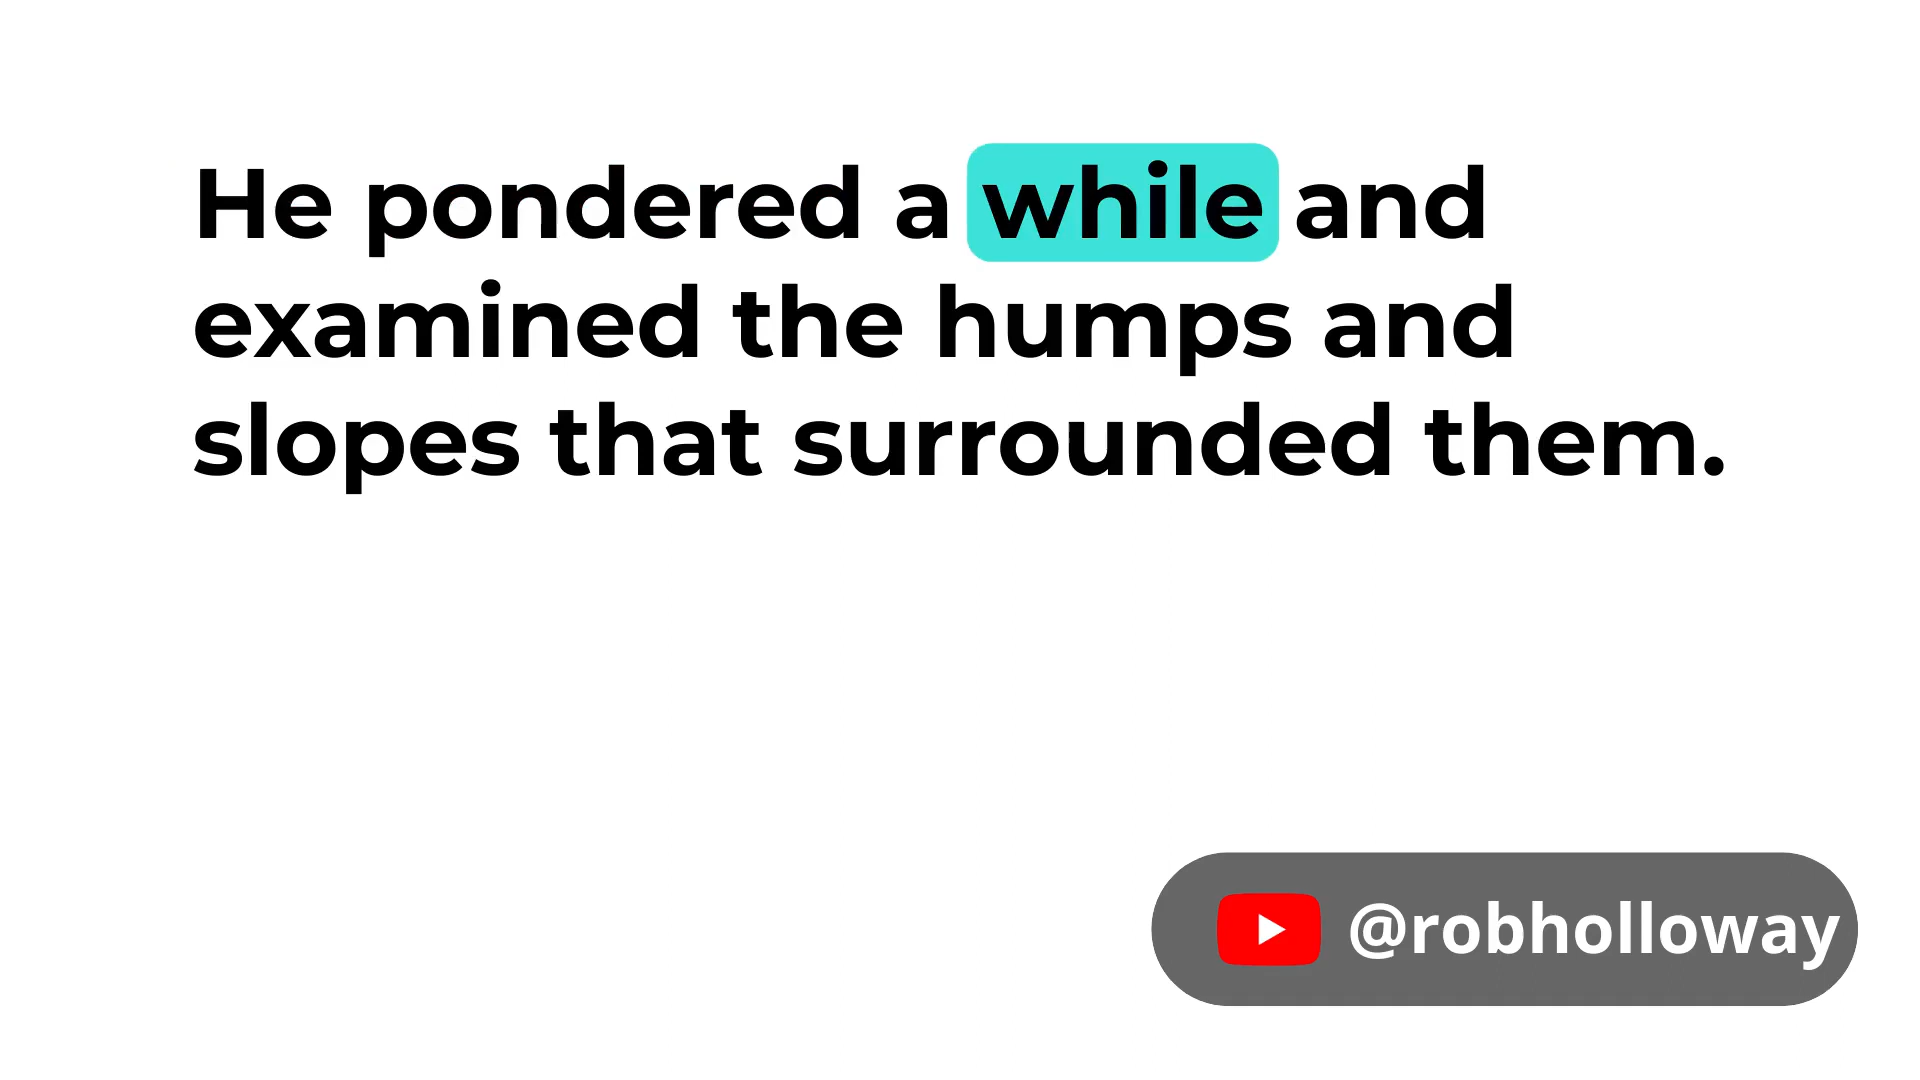 He pondered a while and
examined the humps and
slopes that surrounded them.
@robholloway